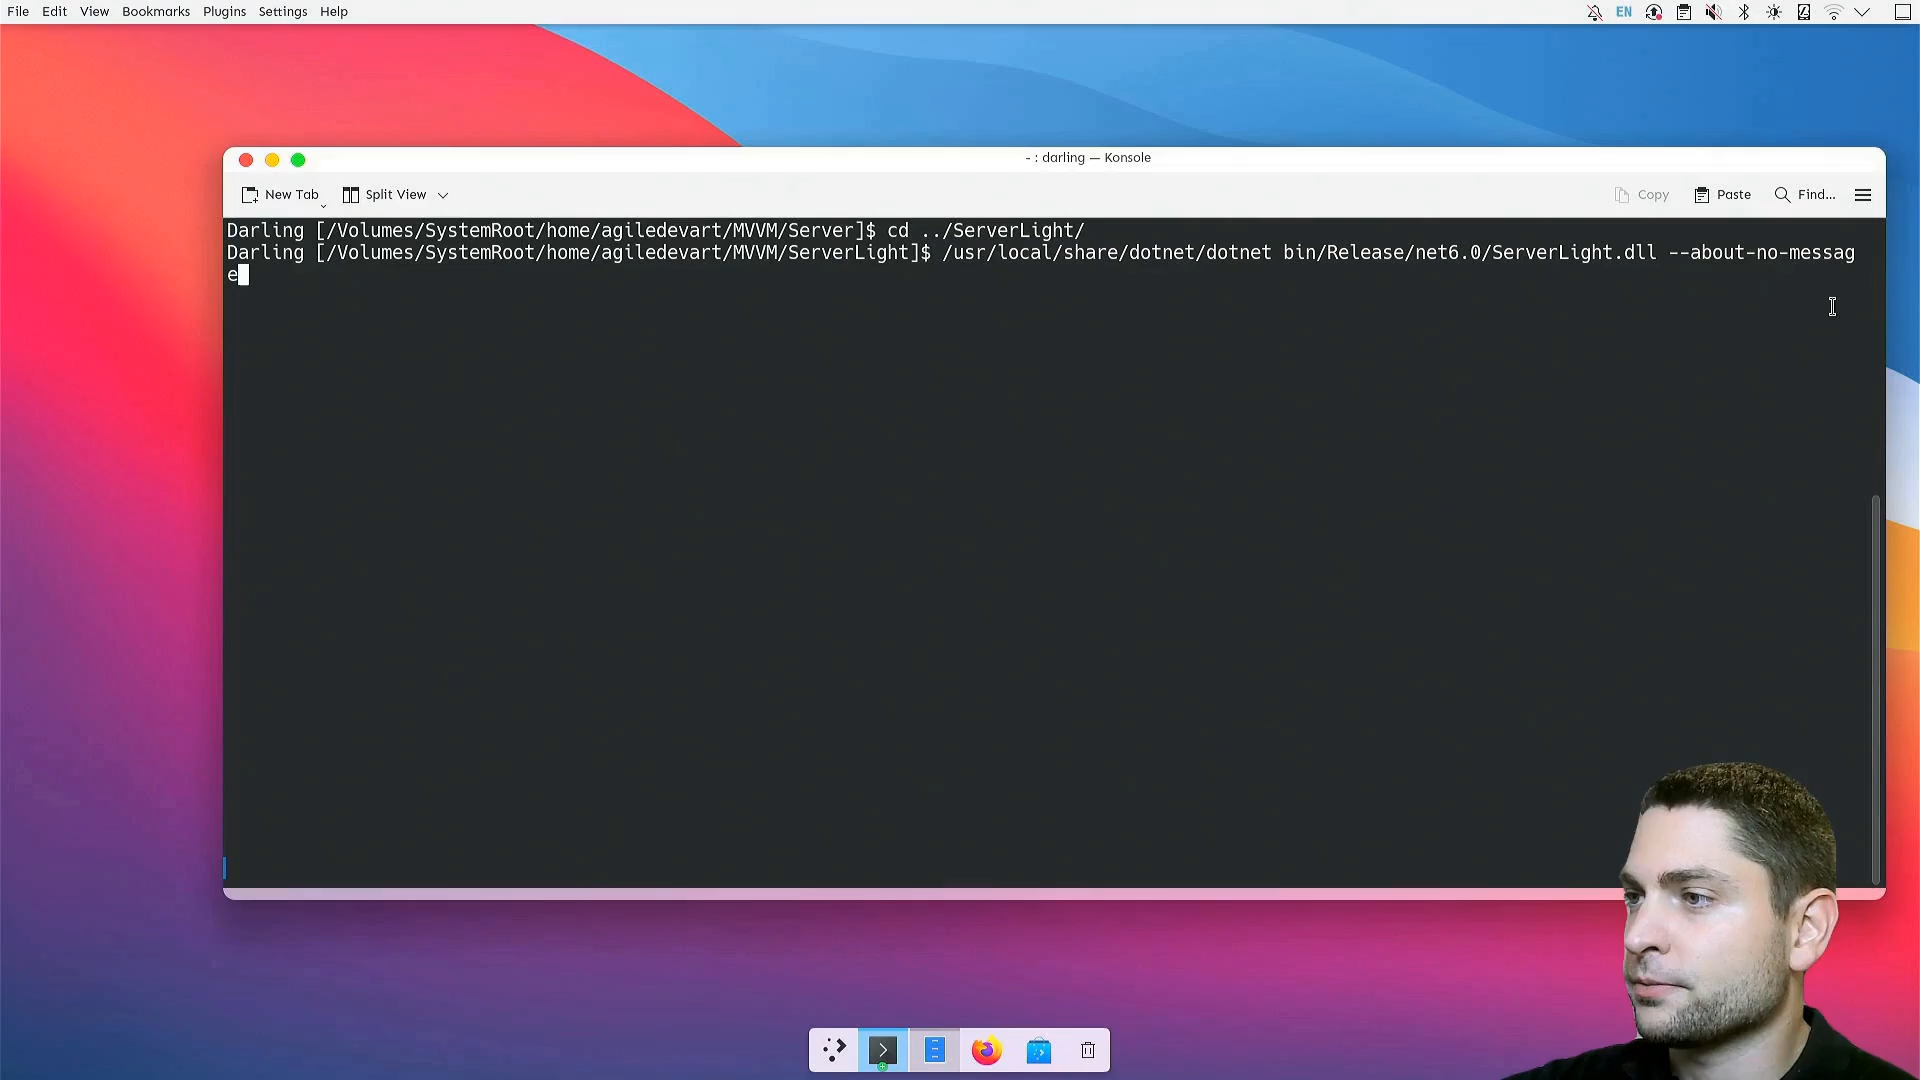 File Edit View Bookmarks Plugins Settings Help
EN
- : darling — Konsole
New Tab Split View Copy Paste Find...
Darling [/Volumes/SystemRoot/home/agiledevart/MVVM/Server]$ cd ../ServerLight/
Darling [/Volumes/SystemRoot/home/agiledevart/MVVM/ServerLight]$ /usr/local/share/dotnet/dotnet bin/Release/net6.0/ServerLight.dll --about-no-messag
e